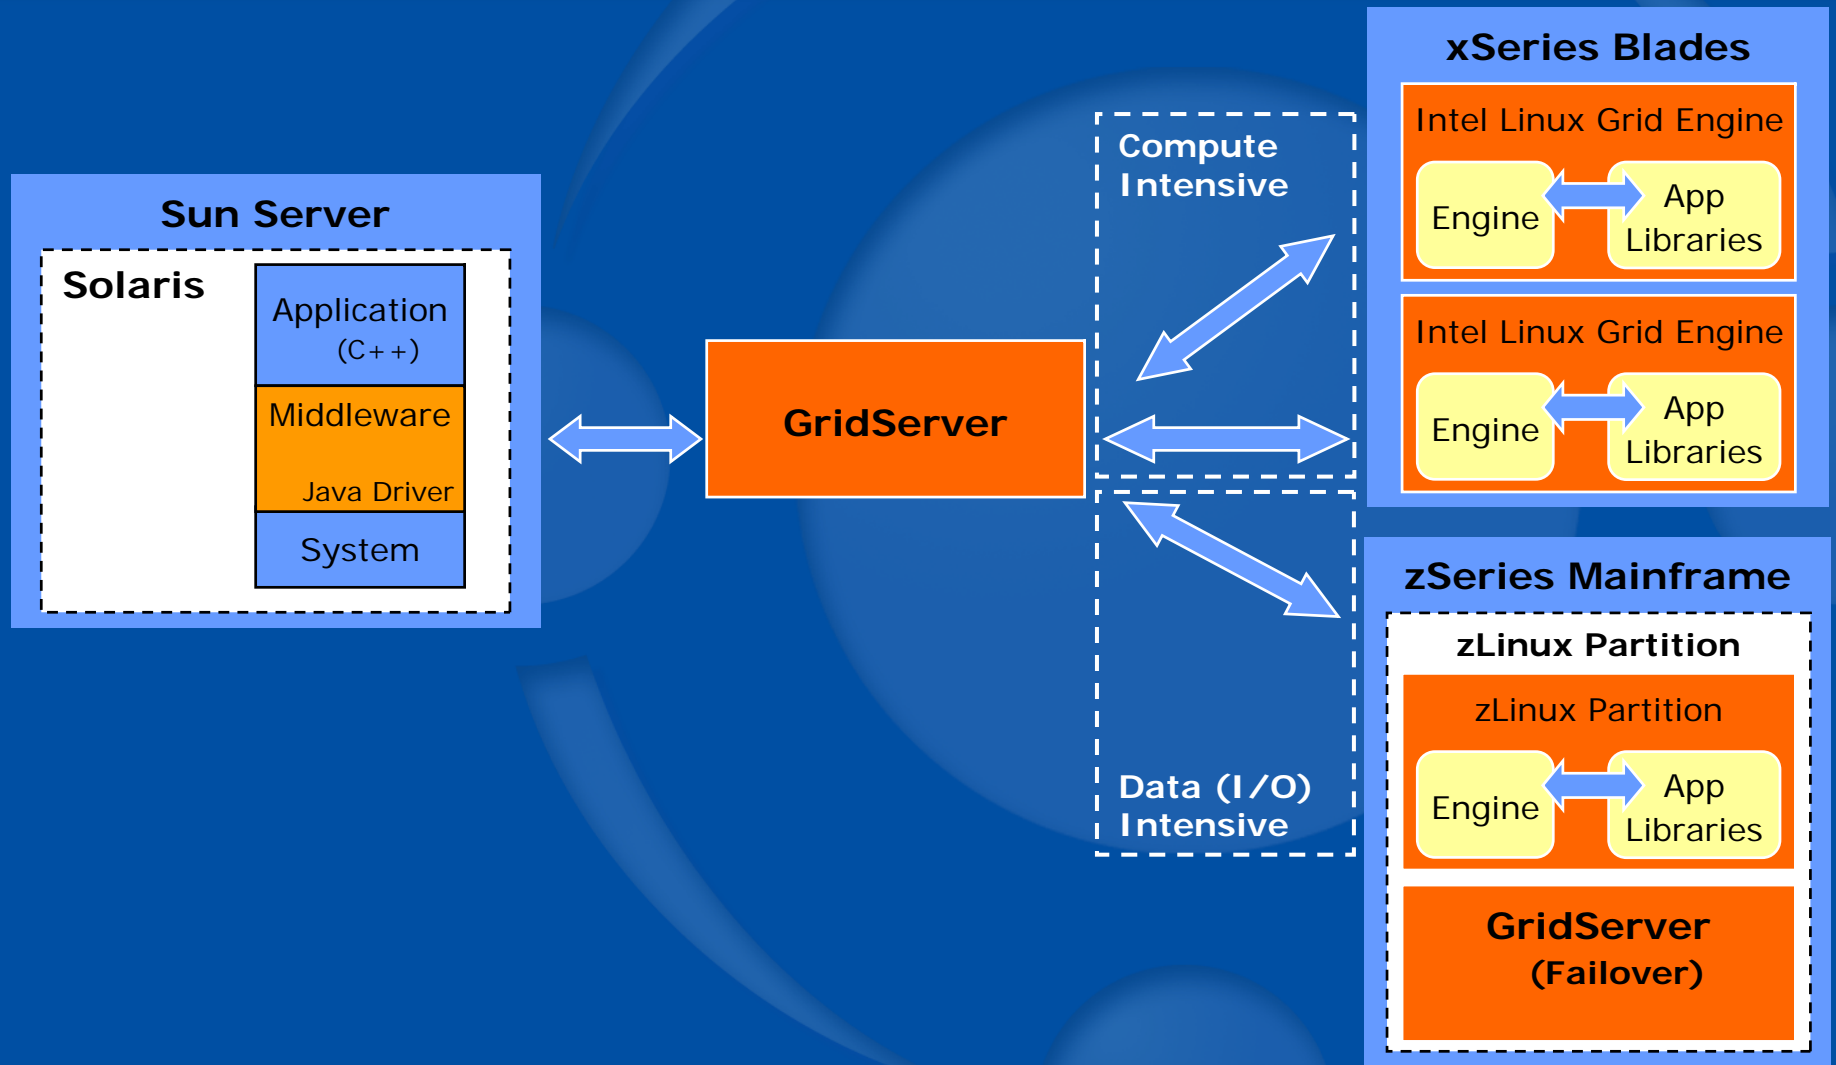 Sun Server
Solaris
Application
(C++)
Middleware
Java Driver
System
GridServer
Compute
Intensive
Data (I/O)
Intensive
xSeries Blades
Intel Linux Grid Engine
Engine
App
Libraries
Intel Linux Grid Engine
Engine
App
Libraries
zSeries Mainframe
zLinux Partition
zLinux Partition
Engine
App
Libraries
GridServer
(Failover)